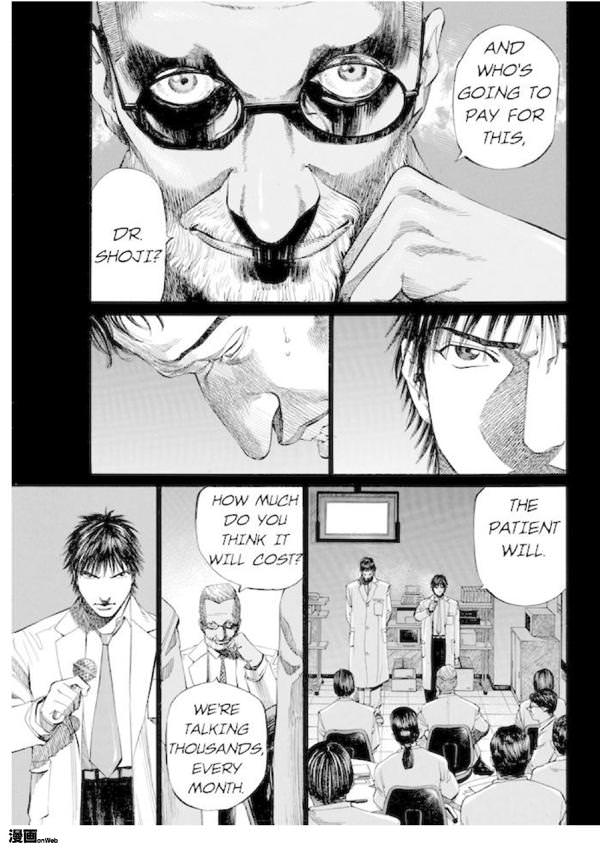 AND
WHO'S
GOING TO
PAY FOR
THIS,
DR.
SHOJI?
THE
PATIENT
WILL.
HOW MUCH
DO YOU
THINK IT
WILL COST?
WE'RE
TALKING
THOUSANDS,
EVERY
MONTH.
漫画onWeb